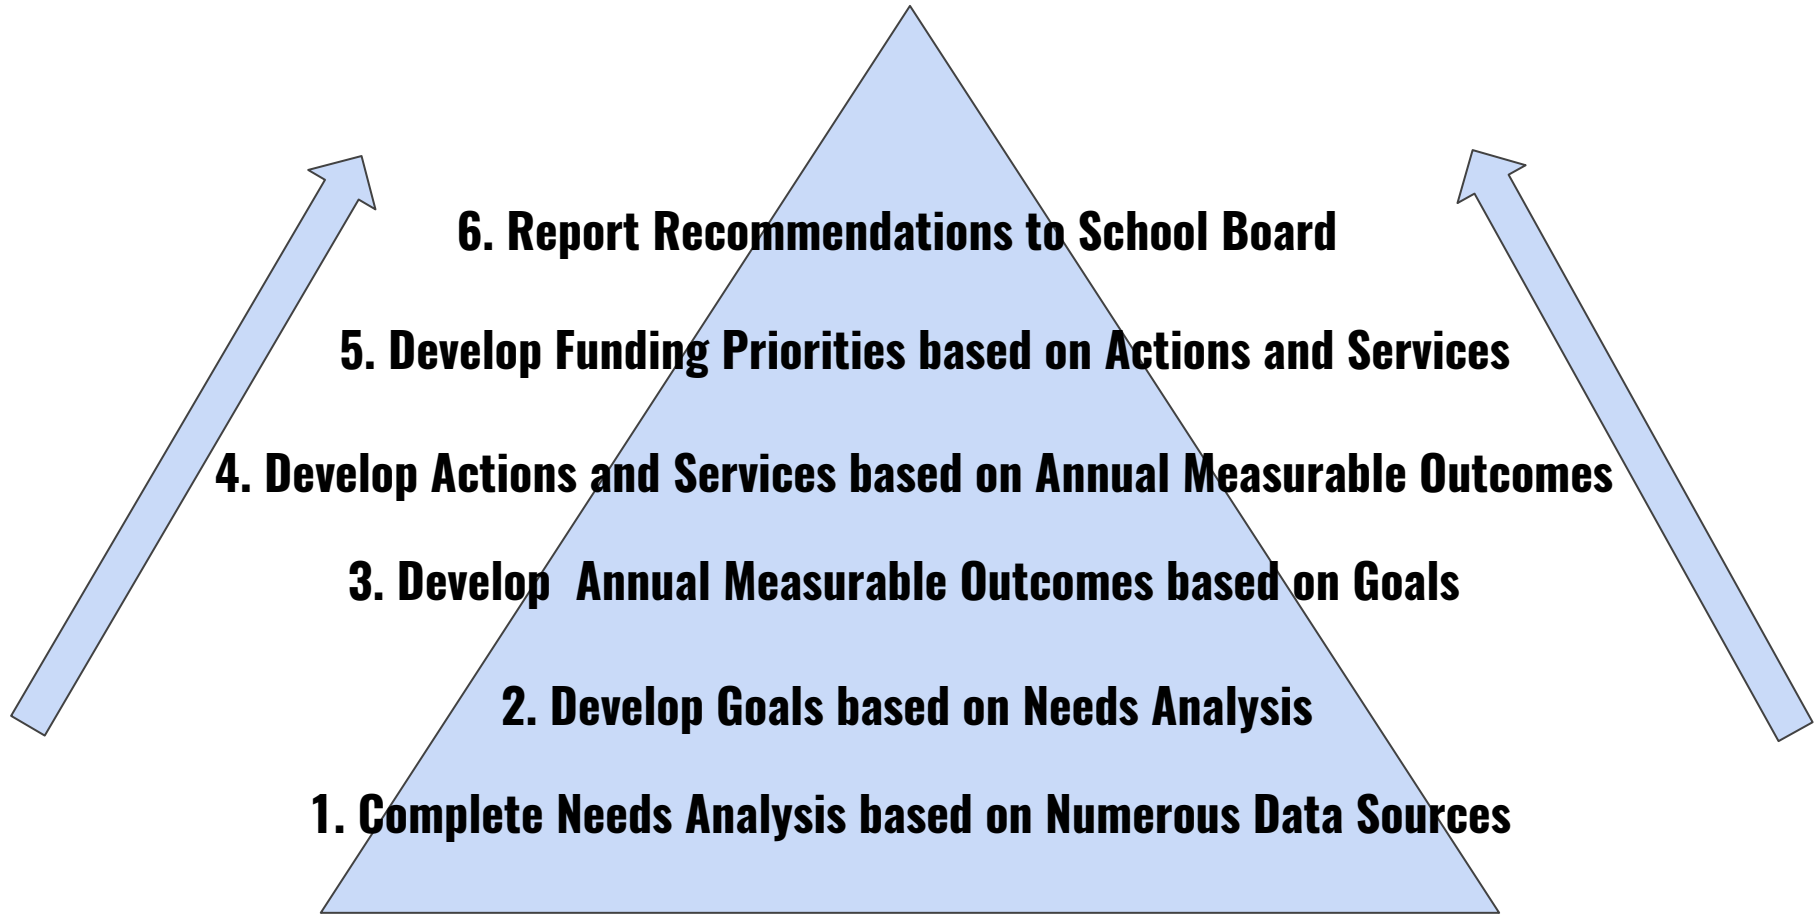 6. Report Recommendations to School Board
5. Develop Funding Priorities based on Actions and Services
4. Develop Actions and Services based on Annual Measurable Outcomes
3. Develop  Annual Measurable Outcomes based on Goals
2. Develop Goals based on Needs Analysis
1. Complete Needs Analysis based on Numerous Data Sources